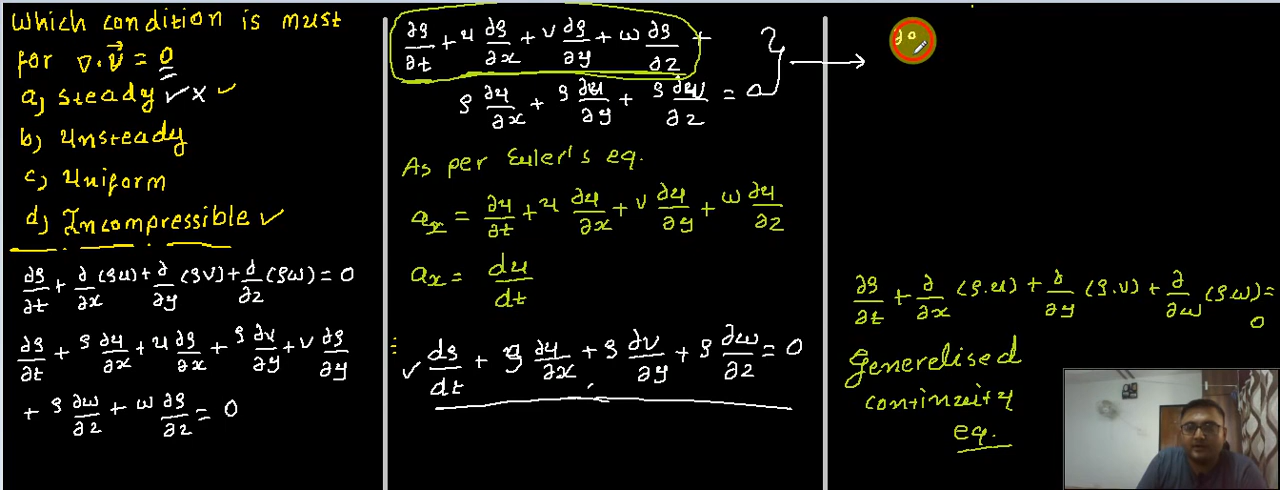 Which condition is must
for ∇·v⃗ = 0
a) steady ✓ x ✓
b) Unsteady
c) Uniform
d) Incompressible ✓
∂ρ/∂t + ∂/∂x (ρu) + ∂/∂y (ρv) + ∂/∂z (ρw) = 0
∂ρ/∂t + ρ ∂u/∂x + u ∂ρ/∂x + ρ ∂v/∂y + v ∂ρ/∂y
+ ρ ∂w/∂z + w ∂ρ/∂z = 0
∂ρ/∂t + u ∂ρ/∂x + v ∂ρ/∂y + w ∂ρ/∂z +
ρ ∂u/∂x + ρ ∂v/∂y + ρ ∂w/∂z = 0
As per Euler's eq.
ax = ∂u/∂t + u ∂u/∂x + v ∂u/∂y + w ∂u/∂z
ax = du/dt
✓ dρ/dt + ρ ∂u/∂x + ρ ∂v/∂y + ρ ∂w/∂z = 0
∂ρ/∂t + ∂/∂x (ρ.u) + ∂/∂y (ρ.v) + ∂/∂w (ρ.w) =
0
Generelised
continuity
eq.